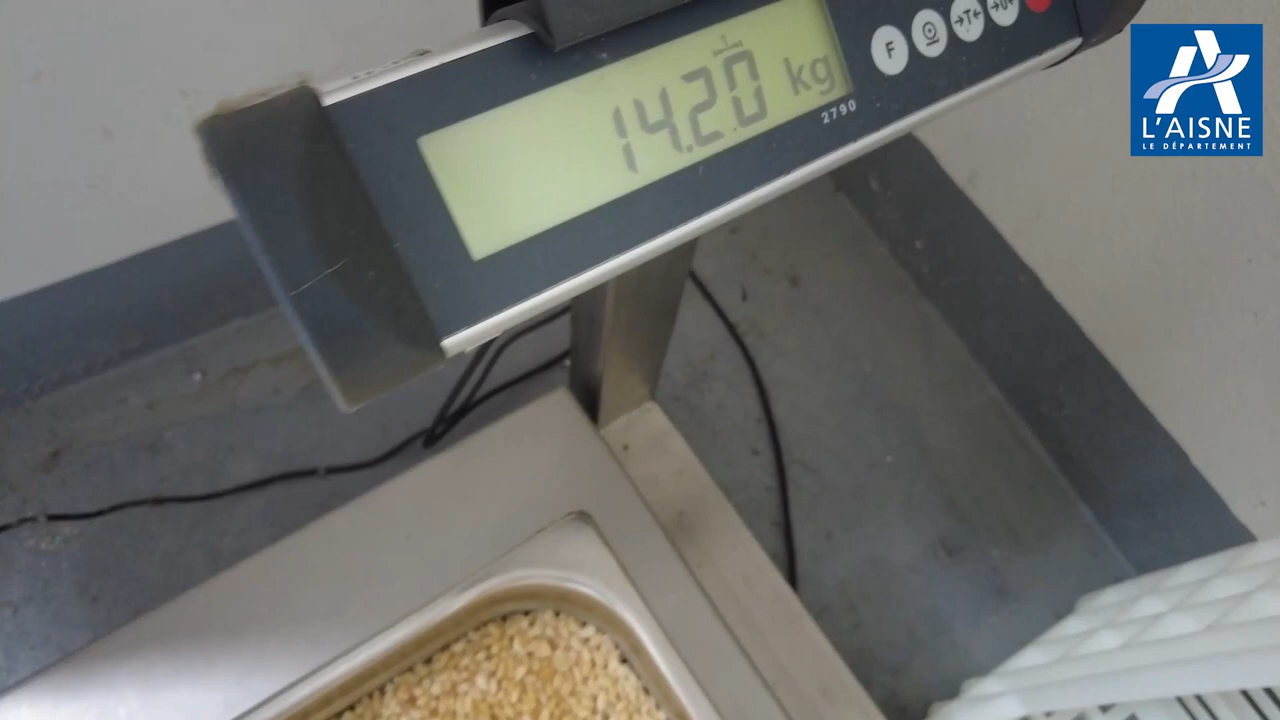 14.20 kg
2790
F
→T←
→0←
L'AISNE
LE DÉPARTEMENT